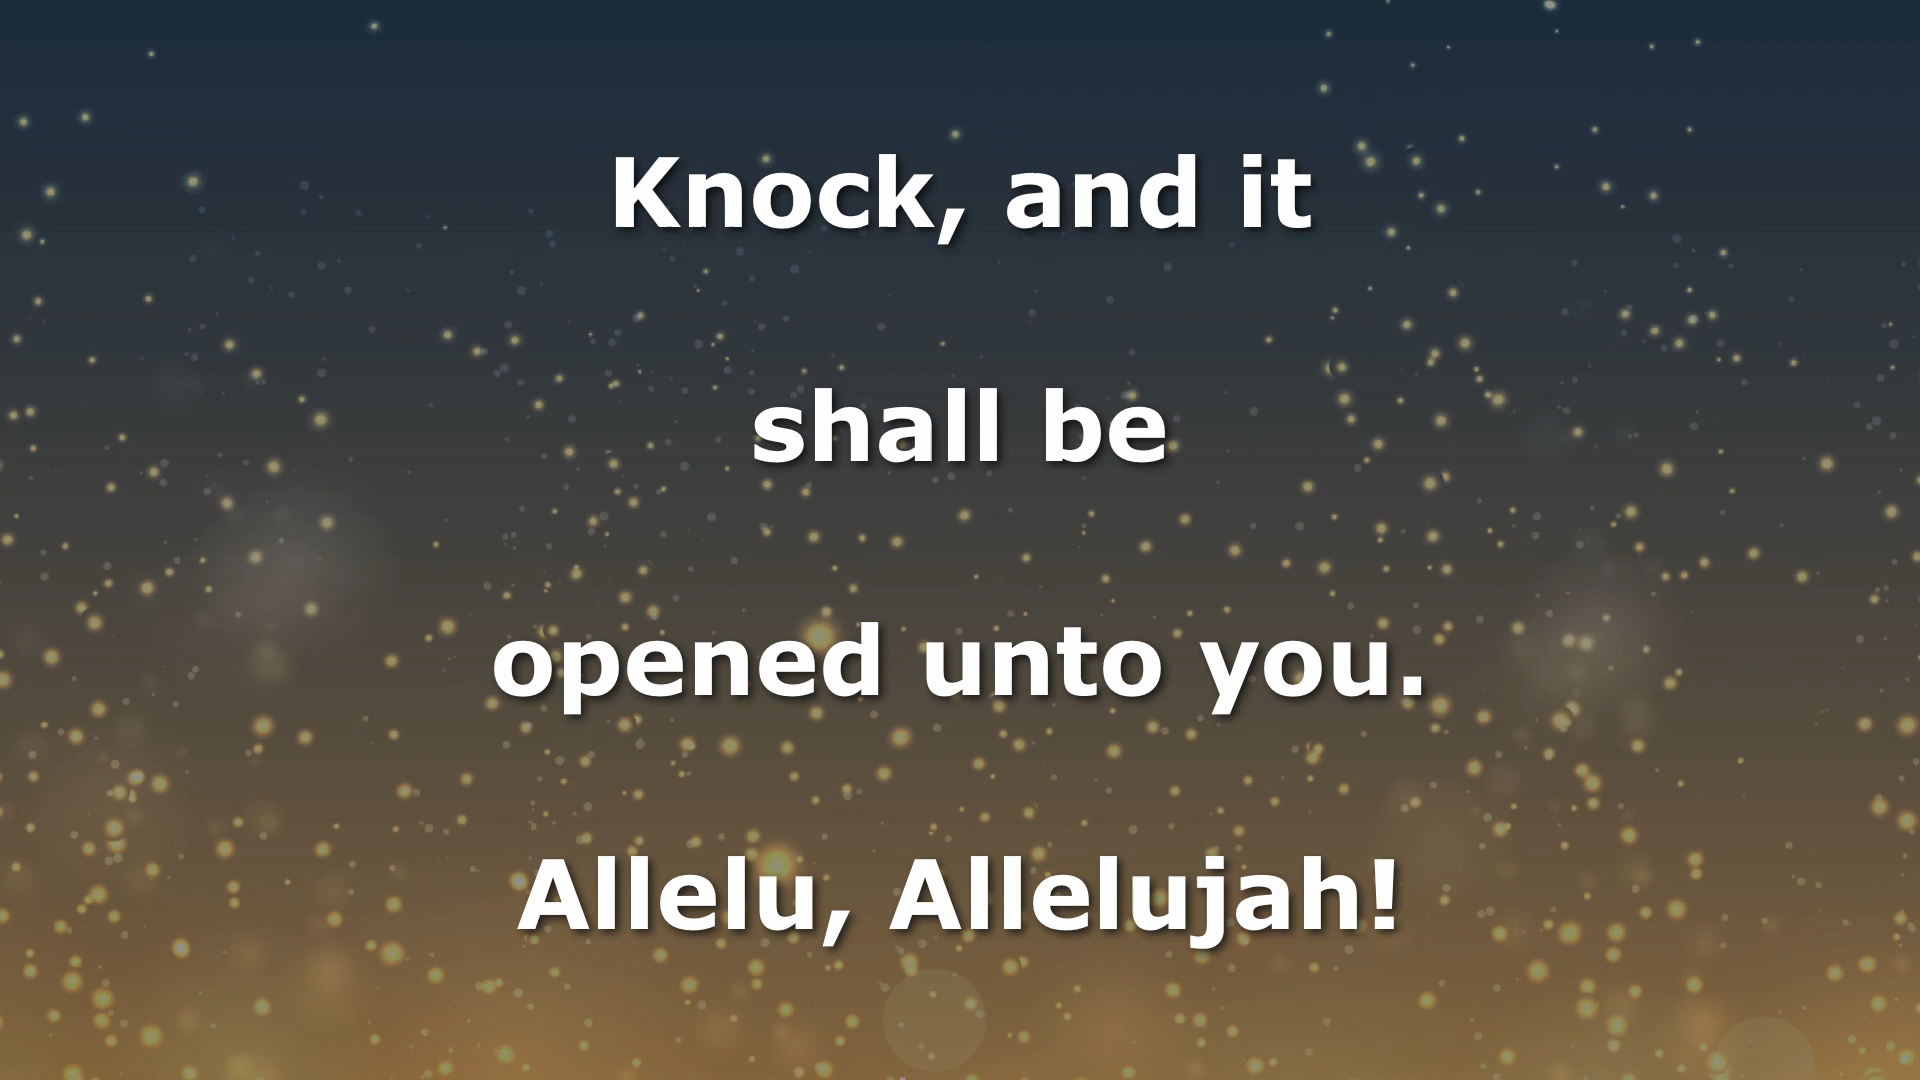 Knock, and it
shall be
opened unto you.
Allelu, Allelujah!